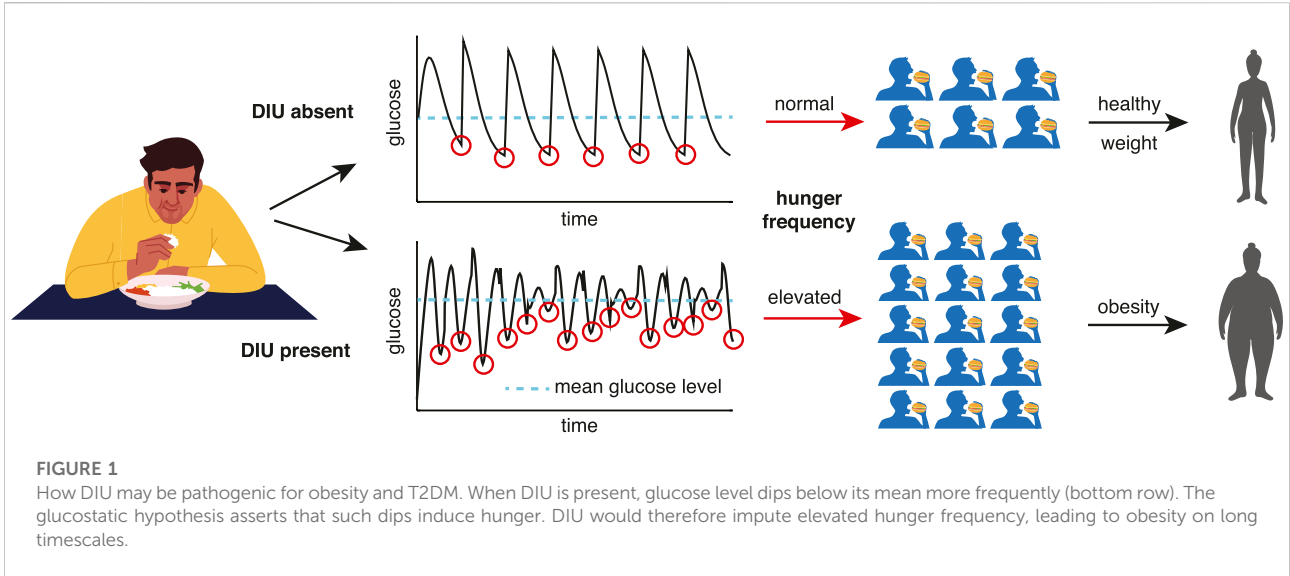 DIU absent
glucose
time
normal
healthy
weight
hunger
frequency
DIU present
glucose
mean glucose level
time
elevated
obesity
FIGURE 1
How DIU may be pathogenic for obesity and T2DM. When DIU is present, glucose level dips below its mean more frequently (bottom row). The
glucostatic hypothesis asserts that such dips induce hunger. DIU would therefore impute elevated hunger frequency, leading to obesity on long
timescales.